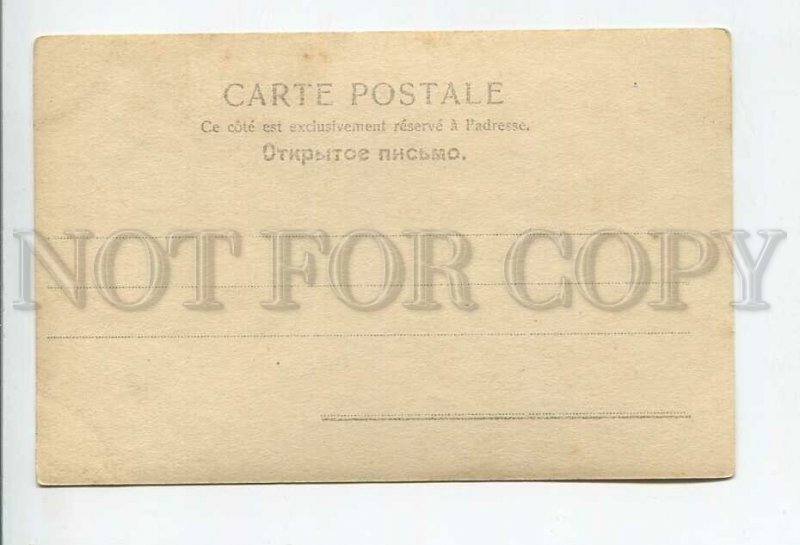 CARTE POSTALE
Ce côté est exclusivement réservé à l'adresse.
Открытое письмо.
NOT FOR COPY